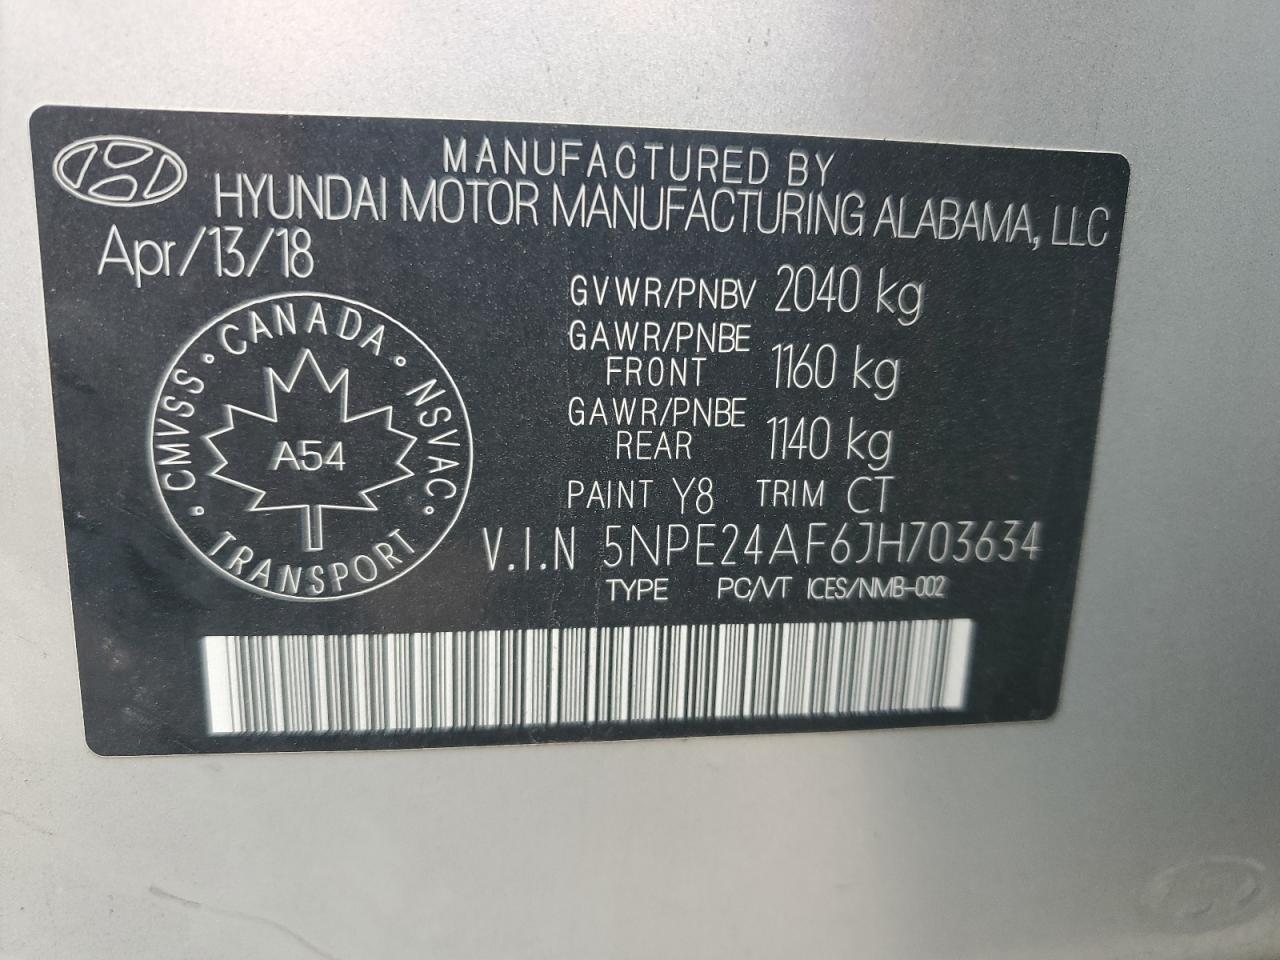 MANUFACTURED BY
HYUNDAI MOTOR MANUFACTURING ALABAMA, LLC
Apr/13/18
GVWR/PNBV 2040 kg
GAWR/PNBE FRONT 1160 kg
GAWR/PNBE REAR 1140 kg
PAINT Y8 TRIM CT
V.I.N 5NPE24AF6JH703634
TYPE PC/VT ICES/NMB-002
CANADA
CMVSS
NSVAC
A54
TRANSPORT